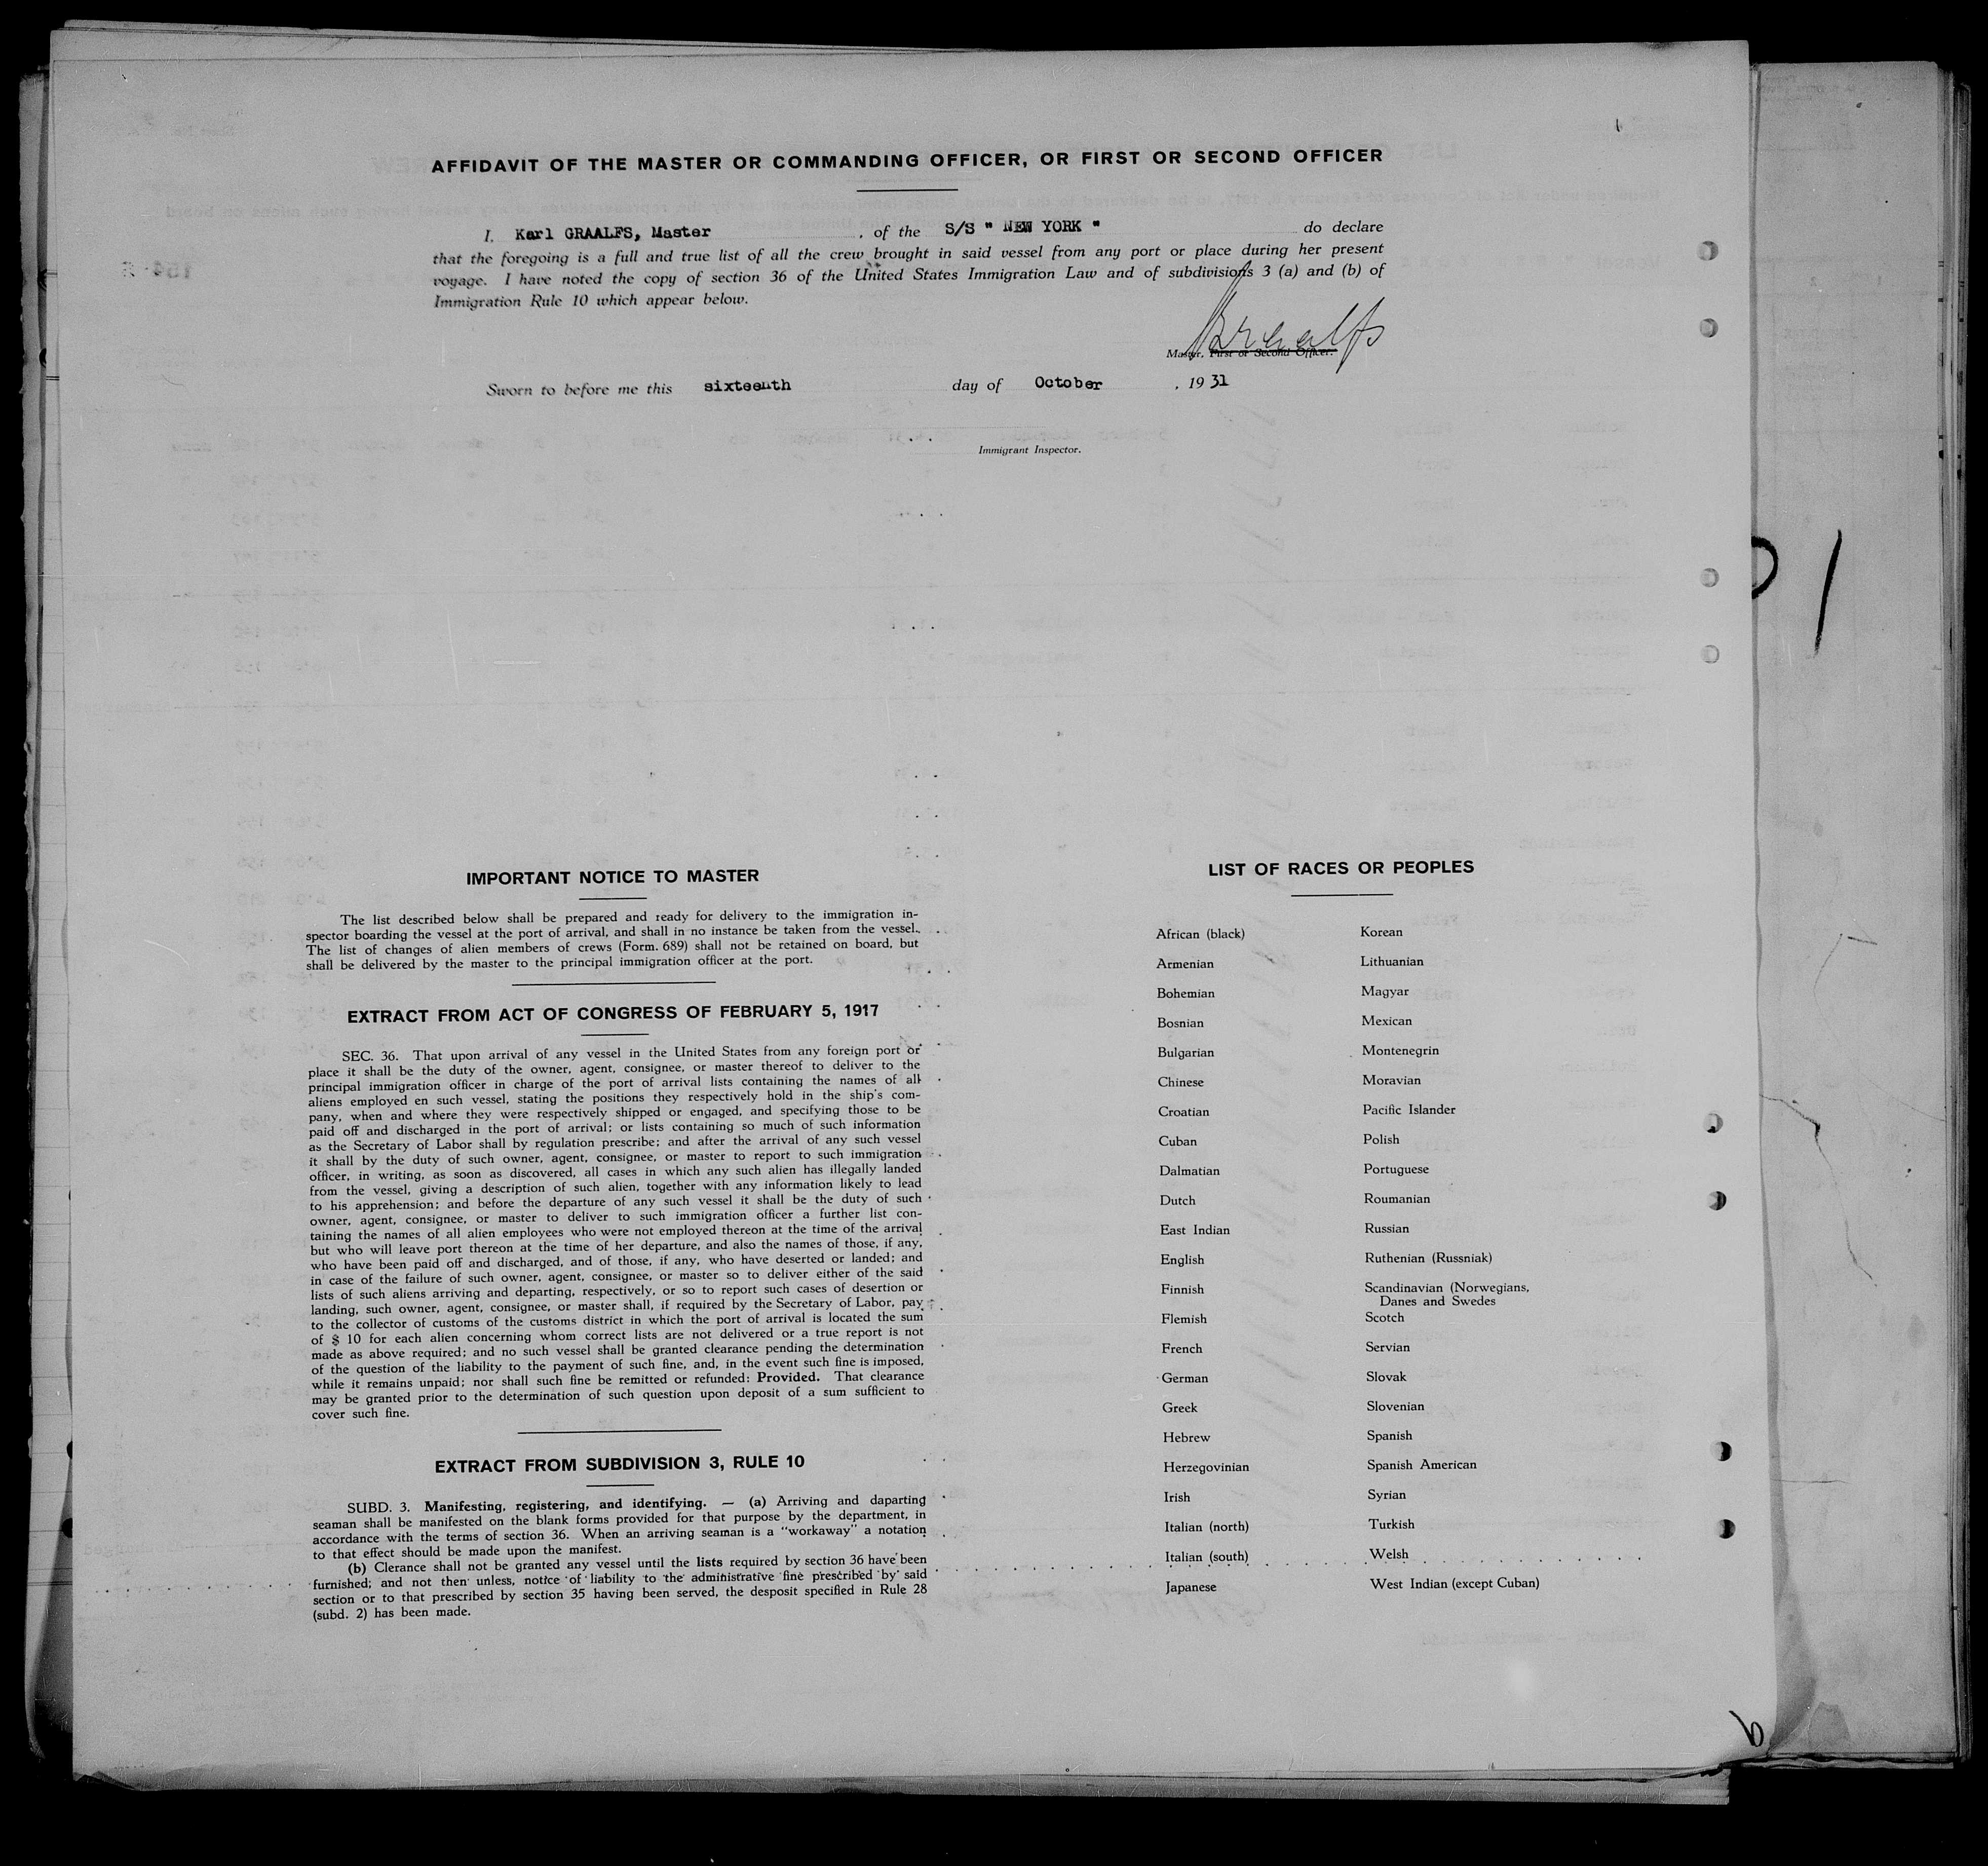 AFFIDAVIT OF THE MASTER OR COMMANDING OFFICER, OR FIRST OR SECOND OFFICER
I, Karl GRAALFS, Master , of the S/S " NEW YORK " do declare
that the foregoing is a full and true list of all the crew brought in said vessel from any port or place during her present
voyage. I have noted the copy of section 36 of the United States Immigration Law and of subdivisions 3 (a) and (b) of
Immigration Rule 10 which appear below.
Graalfs
Master, First or Second Officer.
Sworn to before me this sixteenth day of October , 19 31
Immigrant Inspector.
IMPORTANT NOTICE TO MASTER
The list described below shall be prepared and ready for delivery to the immigration in-
spector boarding the vessel at the port of arrival, and shall in no instance be taken from the vessel.
The list of changes of alien members of crews (Form. 689) shall not be retained on board, but
shall be delivered by the master to the principal immigration officer at the port.
EXTRACT FROM ACT OF CONGRESS OF FEBRUARY 5, 1917
SEC. 36. That upon arrival of any vessel in the United States from any foreign port or
place it shall be the duty of the owner, agent, consignee, or master thereof to deliver to the
principal immigration officer in charge of the port of arrival lists containing the names of all
aliens employed en such vessel, stating the positions they respectively hold in the ship's com-
pany, when and where they were respectively shipped or engaged, and specifying those to be
paid off and discharged in the port of arrival; or lists containing so much of such information
as the Secretary of Labor shall by regulation prescribe; and after the arrival of any such vessel
it shall by the duty of such owner, agent, consignee, or master to report to such immigration
officer, in writing, as soon as discovered, all cases in which any such alien has illegally landed
from the vessel, giving a description of such alien, together with any information likely to lead
to his apprehension; and before the departure of any such vessel it shall be the duty of such
owner, agent, consignee, or master to deliver to such immigration officer a further list con-
taining the names of all alien employees who were not employed thereon at the time of the arrival
but who will leave port thereon at the time of her departure, and also the names of those, if any,
who have been paid off and discharged, and of those, if any, who have deserted or landed; and
in case of the failure of such owner, agent, consignee, or master so to deliver either of the said
lists of such aliens arriving and departing, respectively, or so to report such cases of desertion or
landing, such owner, agent, consignee, or master shall, if required by the Secretary of Labor, pay
to the collector of customs of the customs district in which the port of arrival is located the sum
of $ 10 for each alien concerning whom correct lists are not delivered or a true report is not
made as above required; and no such vessel shall be granted clearance pending the determination
of the question of the liability to the payment of such fine, and, in the event such fine is imposed,
while it remains unpaid; nor shall such fine be remitted or refunded: Provided. That clearance
may be granted prior to the determination of such question upon deposit of a sum sufficient to
cover such fine.
EXTRACT FROM SUBDIVISION 3, RULE 10
SUBD. 3. Manifesting, registering, and identifying. — (a) Arriving and daparting
seaman shall be manifested on the blank forms provided for that purpose by the department, in
accordance with the terms of section 36. When an arriving seaman is a "workaway" a notation
to that effect should be made upon the manifest.
(b) Clerance shall not be granted any vessel until the lists required by section 36 have been
furnished; and not then unless, notice of liability to the administrative fine prescribed by said
section or to that prescribed by section 35 having been served, the desposit specified in Rule 28
(subd. 2) has been made.
LIST OF RACES OR PEOPLES
African (black)
Armenian
Bohemian
Bosnian
Bulgarian
Chinese
Croatian
Cuban
Dalmatian
Dutch
East Indian
English
Finnish
Flemish
French
German
Greek
Hebrew
Herzegovinian
Irish
Italian (north)
Italian (south)
Japanese
Korean
Lithuanian
Magyar
Mexican
Montenegrin
Moravian
Pacific Islander
Polish
Portuguese
Roumanian
Russian
Ruthenian (Russniak)
Scandinavian (Norwegians,
Danes and Swedes
Scotch
Servian
Slovak
Slovenian
Spanish
Spanish American
Syrian
Turkish
Welsh
West Indian (except Cuban)